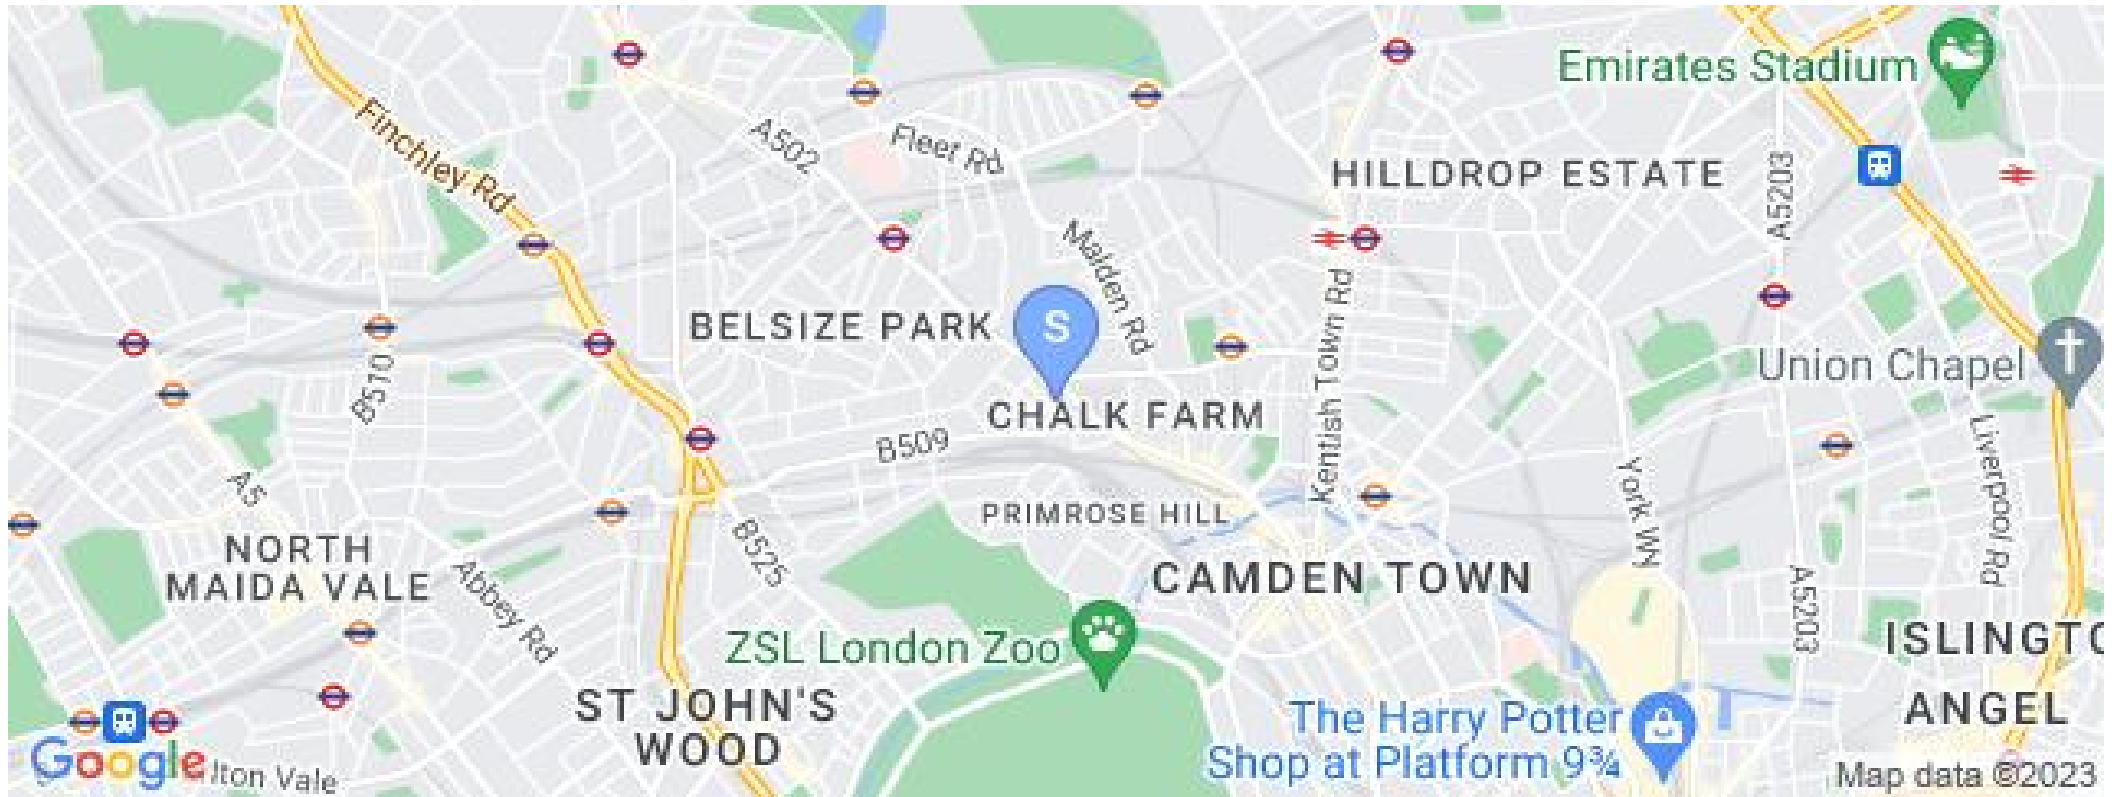 Emirates Stadium
Finchley Rd
A502
Fleet Rd
HILLDROP ESTATE
A5203
Malden Rd
BELSIZE PARK
S
Kentish Town Rd
Union Chapel
B510
CHALK FARM
B509
Liverpool Rd
A5
York Wy
PRIMROSE HILL
B525
NORTH
MAIDA VALE
Abbey Rd
CAMDEN TOWN
A5203
ZSL London Zoo
ISLINGTO
ST JOHN'S
WOOD
The Harry Potter
Shop at Platform 9¾
ANGEL
Google
lton Vale
Map data ©2023